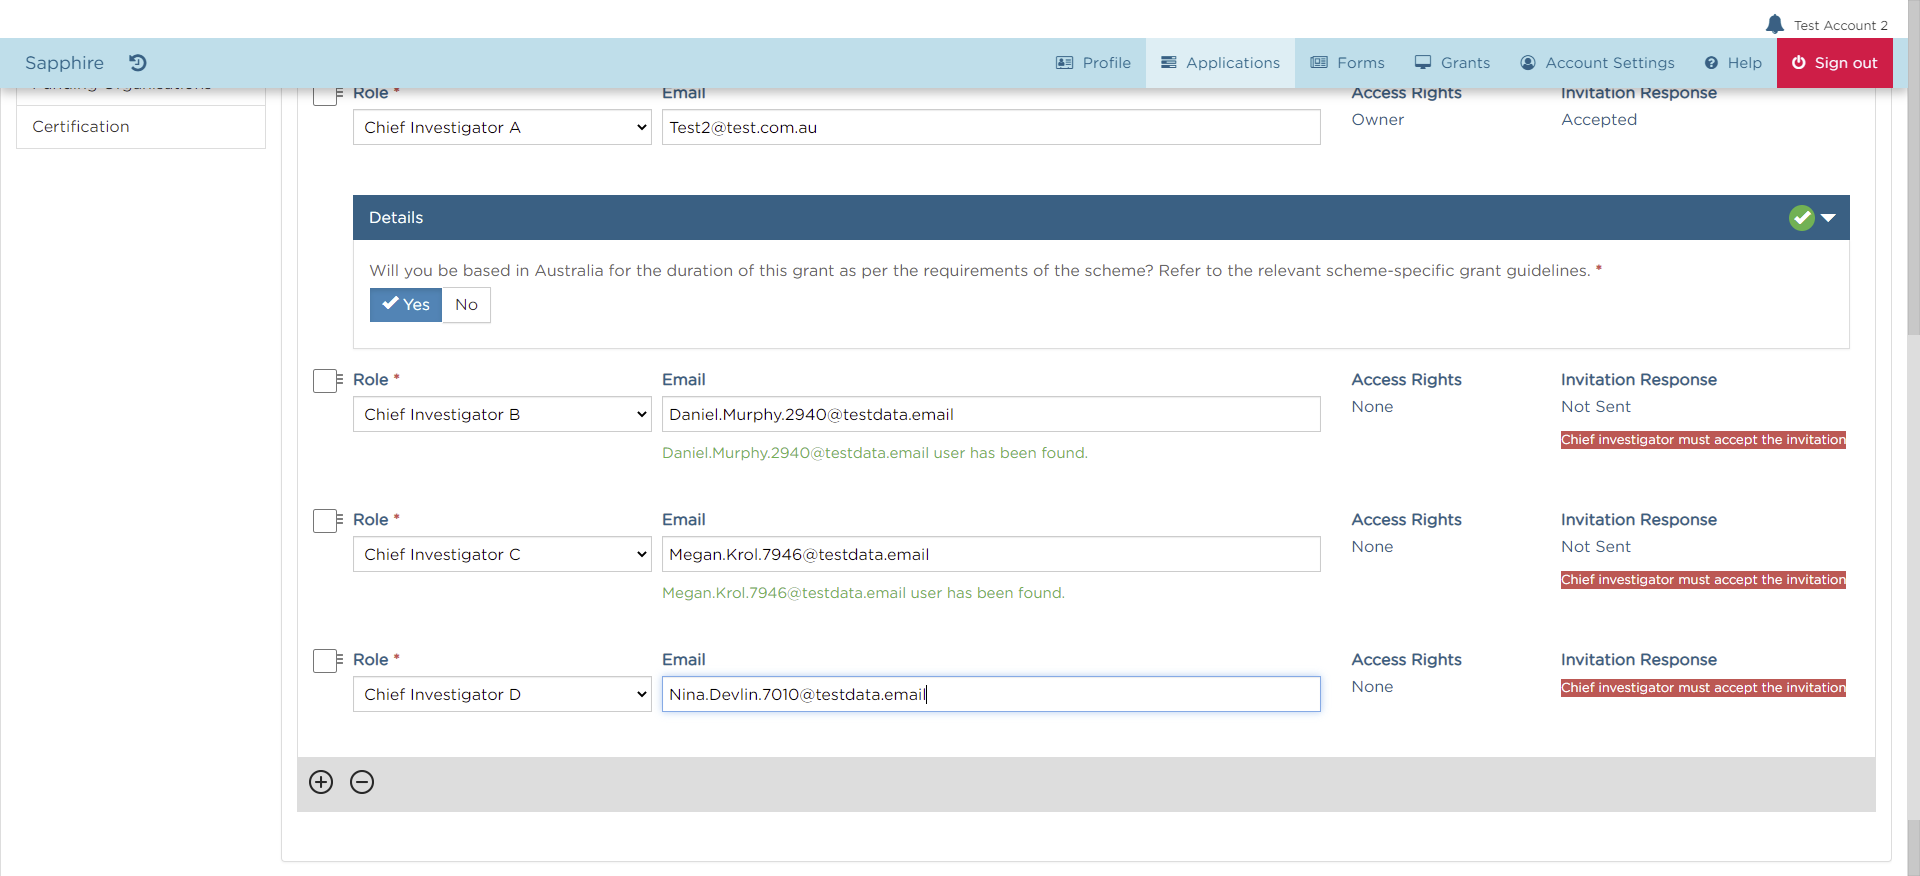 Test Account 2
Sapphire
Profile
Applications
Forms
Grants
Account Settings
Help
Sign out
Funding Organisations
Certification
Role *
Email
Access Rights
Invitation Response
Chief Investigator A
Test2@test.com.au
Owner
Accepted
Details
Will you be based in Australia for the duration of this grant as per the requirements of the scheme? Refer to the relevant scheme-specific grant guidelines. *
Yes
No
Role *
Email
Access Rights
Invitation Response
Chief Investigator B
Daniel.Murphy.2940@testdata.email
None
Not Sent
Chief investigator must accept the invitation
Daniel.Murphy.2940@testdata.email user has been found.
Role *
Email
Access Rights
Invitation Response
Chief Investigator C
Megan.Krol.7946@testdata.email
None
Not Sent
Chief investigator must accept the invitation
Megan.Krol.7946@testdata.email user has been found.
Role *
Email
Access Rights
Invitation Response
Chief Investigator D
Nina.Devlin.7010@testdata.email
None
Chief investigator must accept the invitation